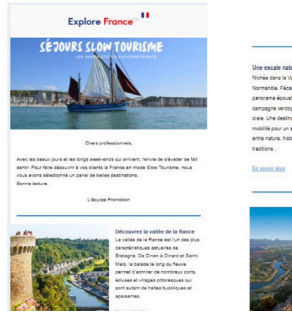 Explore France
SÉJOURS SLOW TOURISME
Chers professionnels,
Avec les beaux jours et les longs week-ends qui arrivent, l'envie de s'évader se fait
sentir. Pour faire découvrir à vos clients la France en mode Slow Tourisme, nous
vous avons sélectionné un panel de belles destinations.
Bonne lecture.
L'équipe Promotion
Découvrez la vallée de la Rance
La vallée de la Rance est l'un des plus
caractéristiques estuaires de
Bretagne. De Dinan à Dinard et Saint
Malo, la balade le long du fleuve
permet d'admirer de nombreux ports,
écluses et villages pittoresques qui
sont autant de haltes bucoliques et
apaisantes.
Une escale natu
Nichée dans la Va
Normandie, Féca
panorama époust
campagne verdoy
craie. Une destina
mobilité pour un s
entre nature, histo
traditions.
En savoir plus